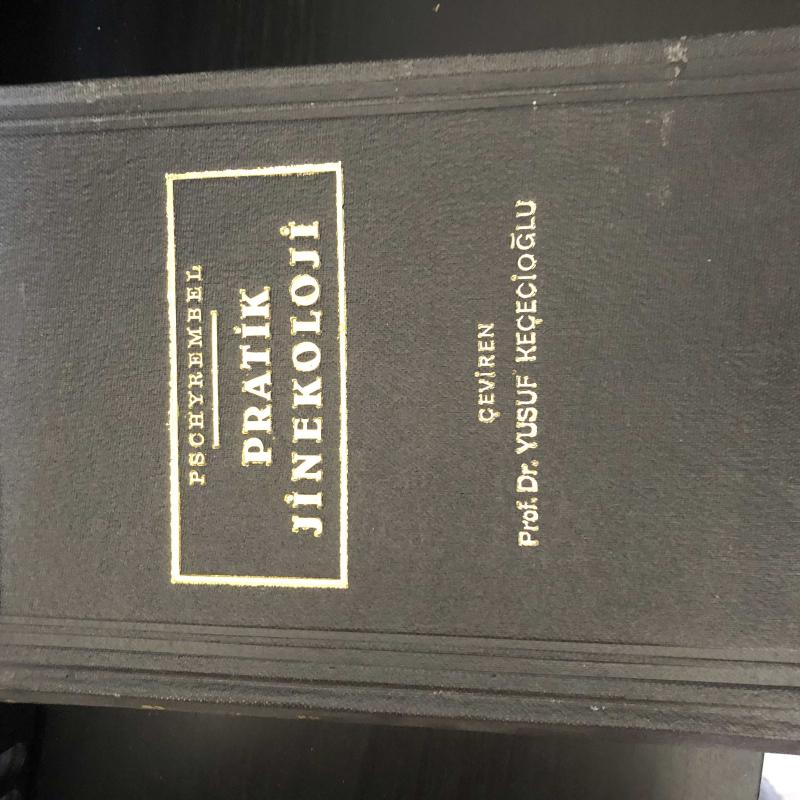 PSCHYREMBEL
PRATİK
JİNEKOLOJİ
ÇEVİREN
Prof. Dr. YUSUF KEÇECİOĞLU